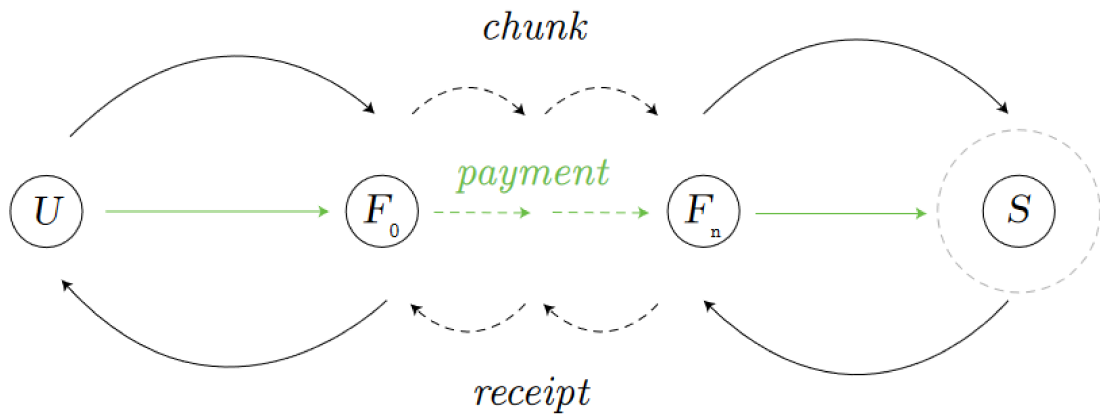 chunk
payment
U F₀ Fₙ S
receipt